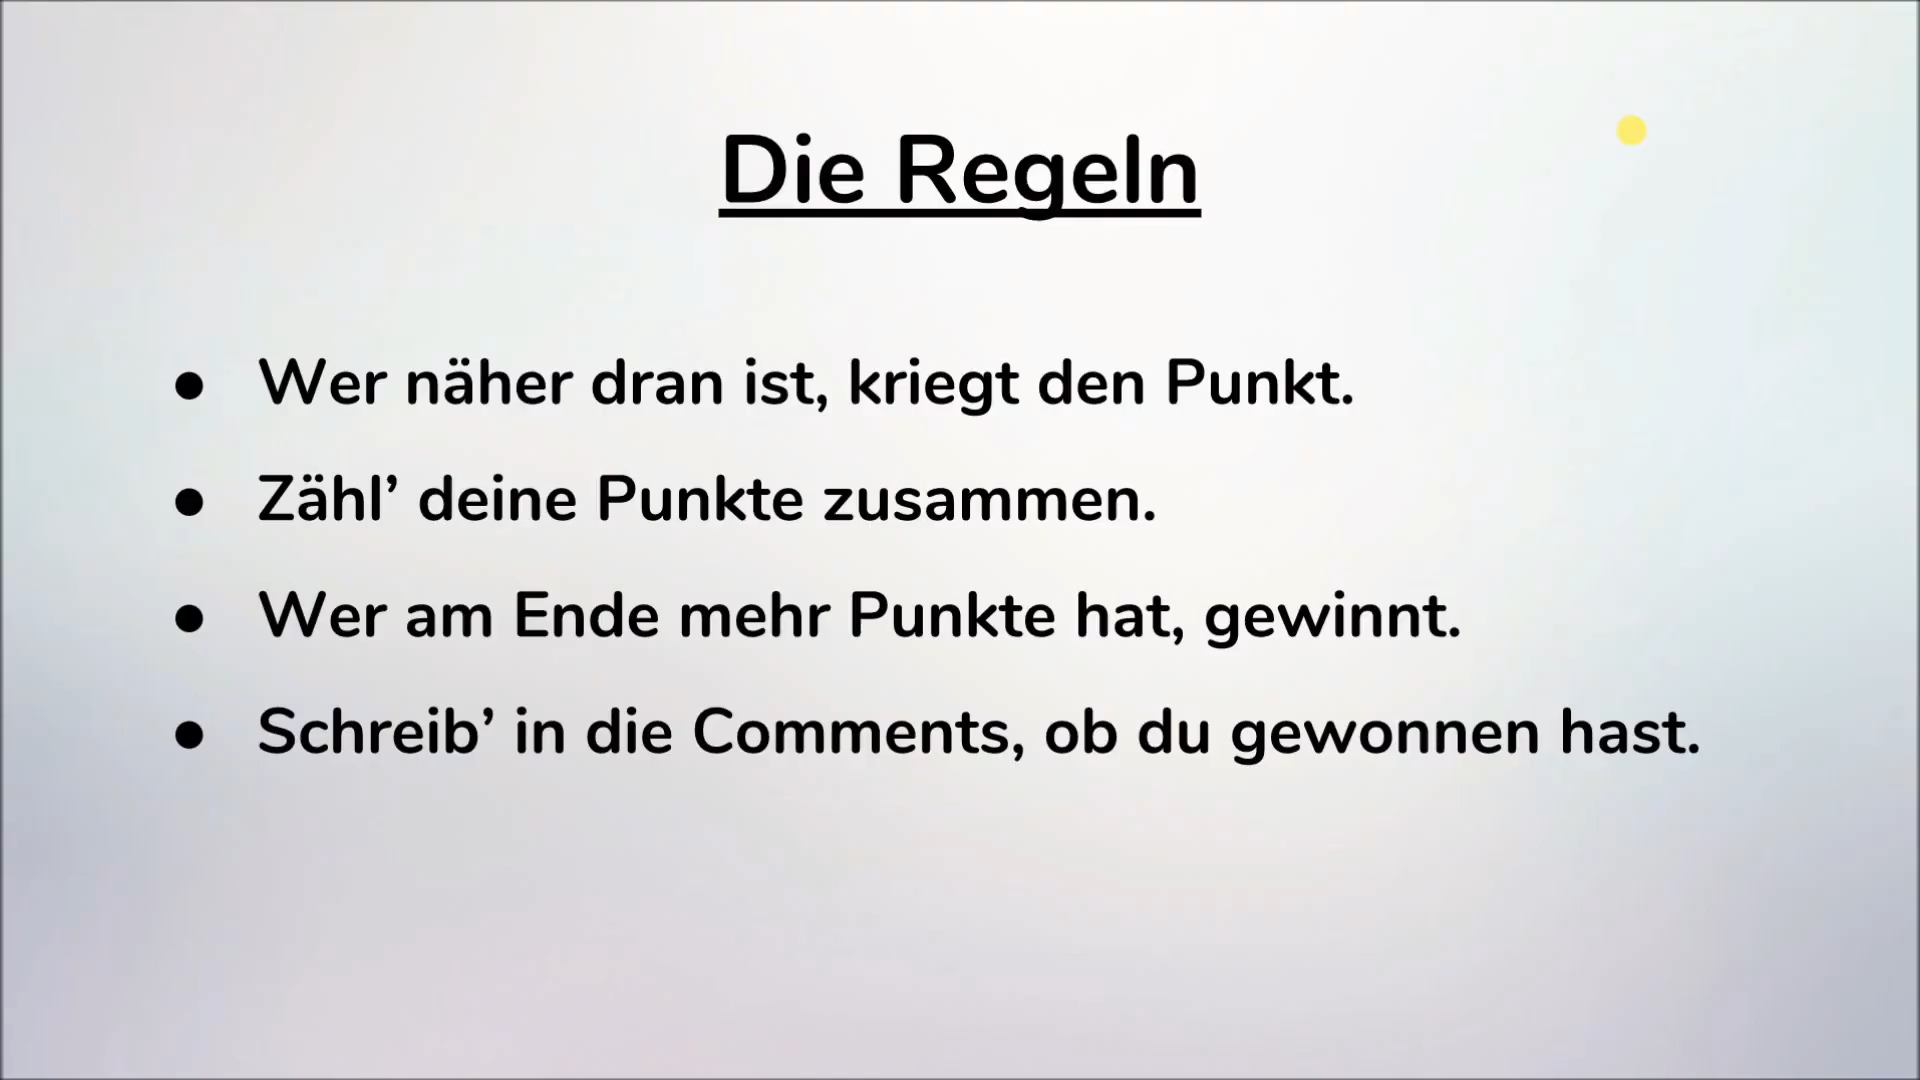 Die Regeln
● Wer näher dran ist, kriegt den Punkt.
● Zähl’ deine Punkte zusammen.
● Wer am Ende mehr Punkte hat, gewinnt.
● Schreib’ in die Comments, ob du gewonnen hast.